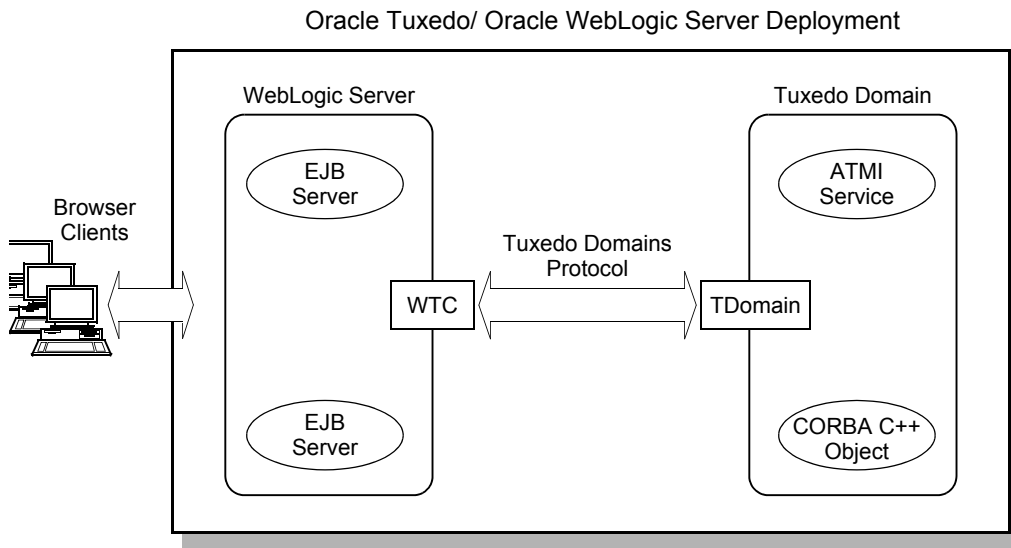 Oracle Tuxedo/ Oracle WebLogic Server Deployment
WebLogic Server
Tuxedo Domain
EJB
Server
ATMI
Service
Browser
Clients
Tuxedo Domains
Protocol
WTC
TDomain
EJB
Server
CORBA C++
Object